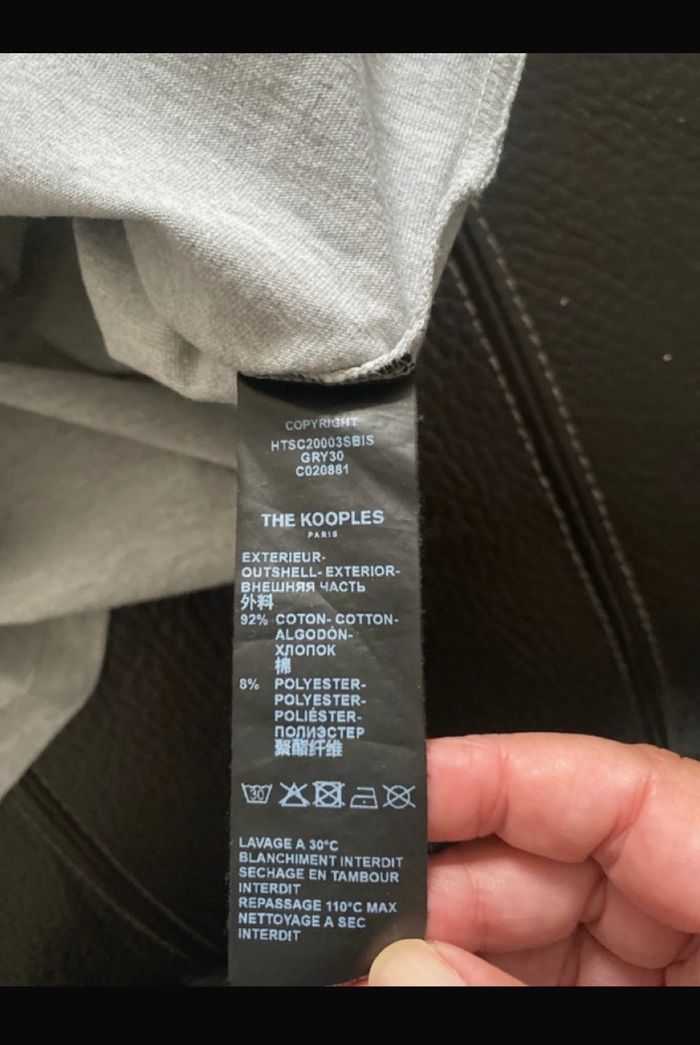 COPYRIGHT
HTSC20003SBIS
GRY30
C020881
THE KOOPLES
PARIS
EXTERIEUR-
OUTSHELL- EXTERIOR-
ВНЕШНЯЯ ЧАСТЬ
外料
92% COTON- COTTON-
ALGODÓN-
ХЛОПОК
棉
8% POLYESTER-
POLYESTER-
POLIÉSTER-
ПОЛИЭСТЕР
聚酯纤维
30
LAVAGE A 30°C
BLANCHIMENT INTERDIT
SECHAGE EN TAMBOUR
INTERDIT
REPASSAGE 110°C MAX
NETTOYAGE A SEC
INTERDIT